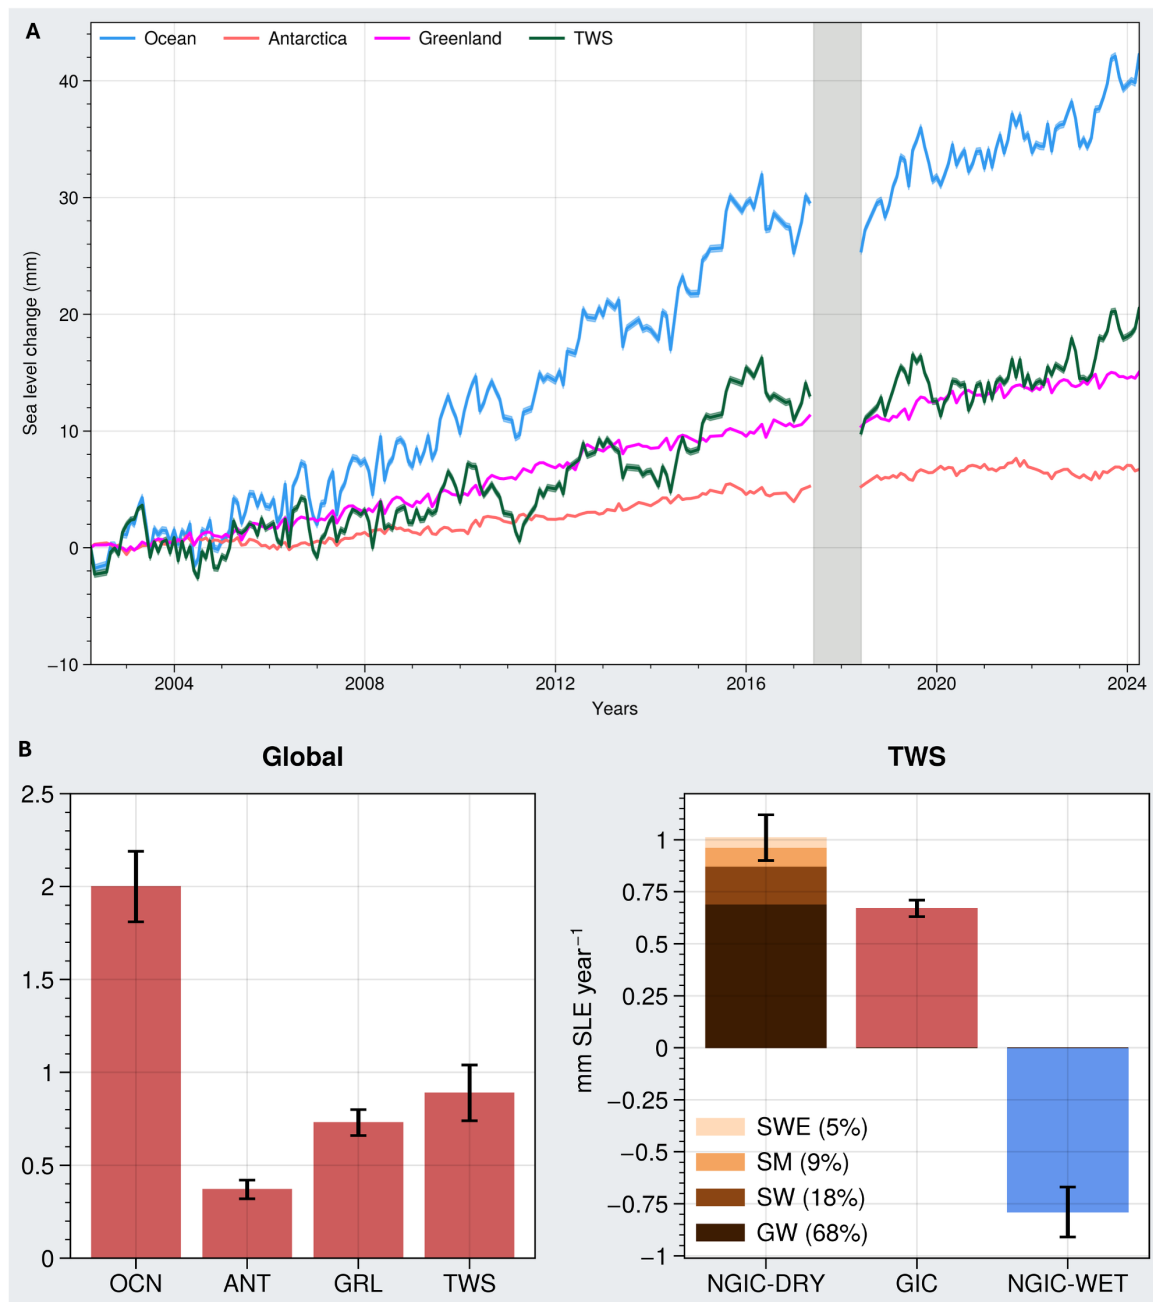 A
Ocean Antarctica Greenland TWS
40
30
20
10
0
−10
Sea level change (mm)
2004 2008 2012 2016 2020 2024
Years
B
Global
2.5
2
1.5
1
0.5
0
OCN ANT GRL TWS
TWS
mm SLE year−1
1
0.75
0.5
0.25
0
−0.25
−0.5
−0.75
−1
SWE (5%)
SM (9%)
SW (18%)
GW (68%)
NGIC-DRY GIC NGIC-WET